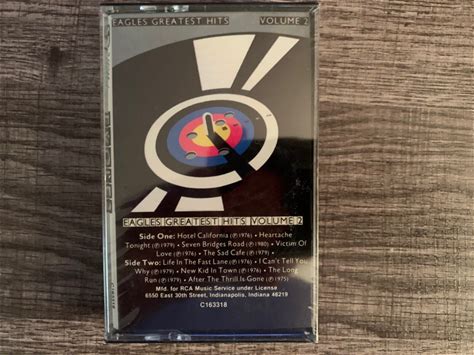 EAGLES GREATEST HITS VOLUME 2
EAGLES GREATEST HITS VOLUME 2
Side One: Hotel California (℗1976) • Heartache
Tonight (℗1979) • Seven Bridges Road (℗1980) • Victim Of
Love (℗1976) • The Sad Cafe (℗1979)
Side Two: Life In The Fast Lane (℗1976) • I Can't Tell You
Why (℗1979) • New Kid In Town (℗1976) • The Long
Run (℗1979) • After The Thrill Is Gone (℗1975)
Mfd. for RCA Music Service under License
6550 East 30th Street, Indianapolis, Indiana 46219
C163318